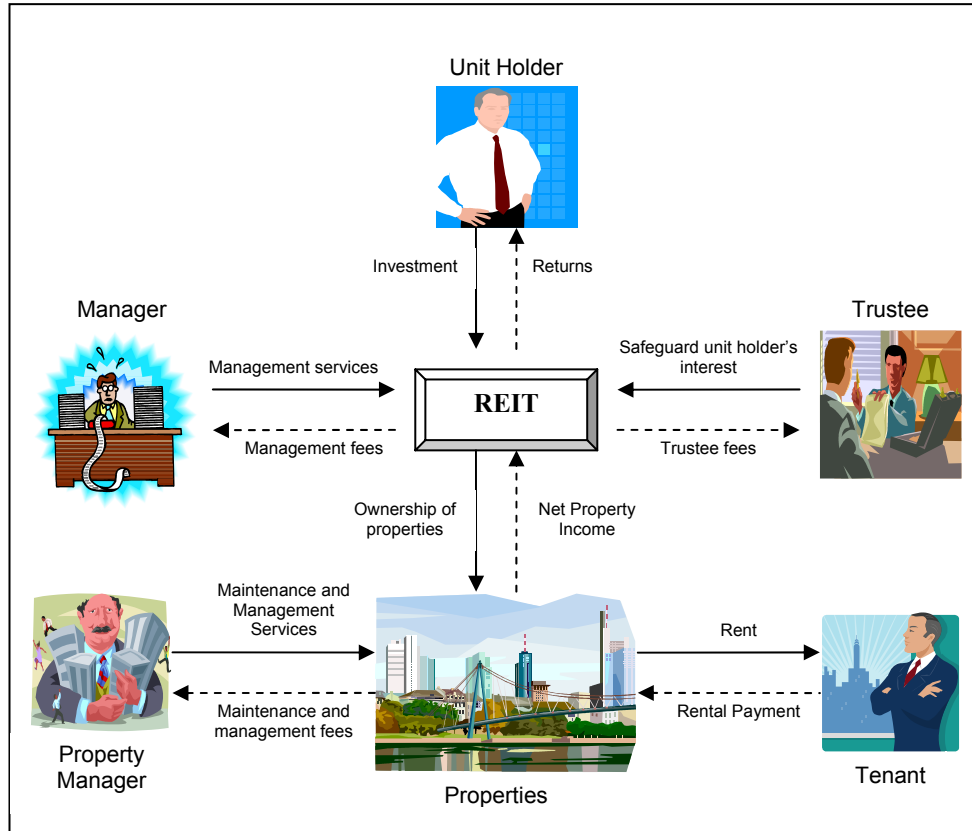 Unit Holder
Investment
Returns
Manager
Trustee
Management services
Safeguard unit holder's
interest
REIT
Management fees
Trustee fees
Ownership of
properties
Net Property
Income
Maintenance and
Management
Services
Rent
Maintenance and
management fees
Rental Payment
Property
Manager
Properties
Tenant